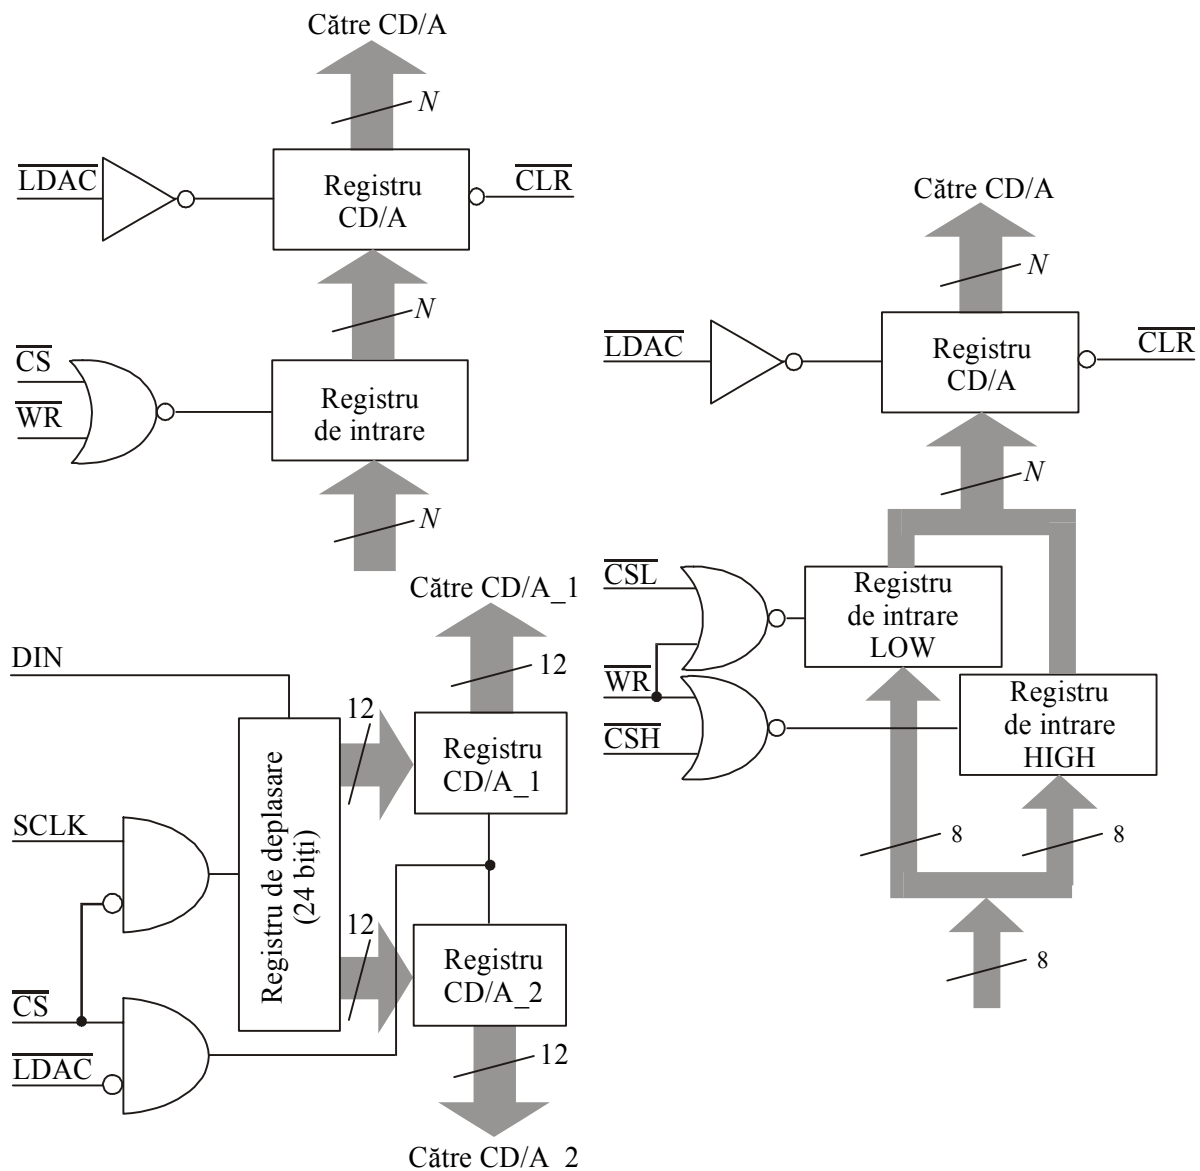 Către CD/A
N
LDAC
Registru
CD/A
CLR
N
CS
WR
Registru
de intrare
N
Către CD/A_1
DIN
12
12
Registru
CD/A_1
SCLK
Registru de deplasare
(24 biți)
12
Registru
CD/A_2
CS
LDAC
12
Către CD/A_2
Către CD/A
N
LDAC
Registru
CD/A
CLR
N
CSL
Registru
de intrare
LOW
WR
CSH
Registru
de intrare
HIGH
8
8
8